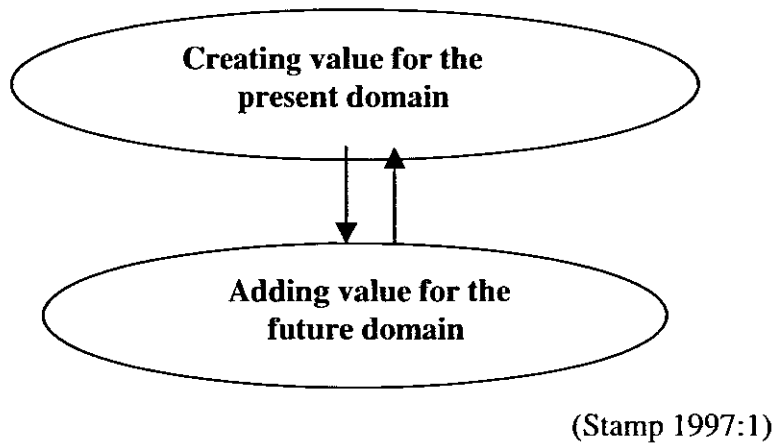 Creating value for the
present domain
Adding value for the
future domain
(Stamp 1997:1)